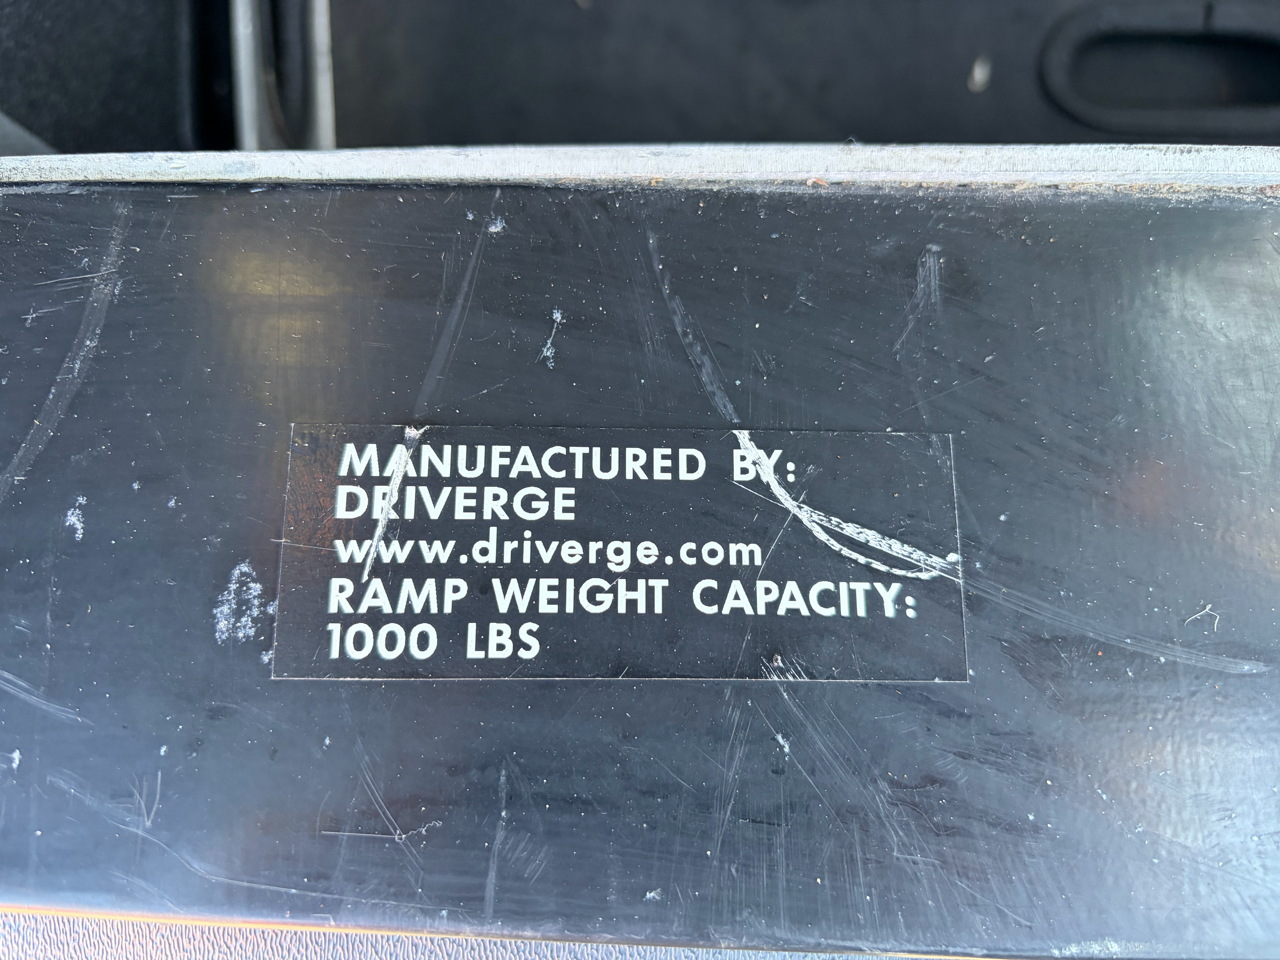 MANUFACTURED BY:
DRIVERGE
www.driverge.com
RAMP WEIGHT CAPACITY:
1000 LBS